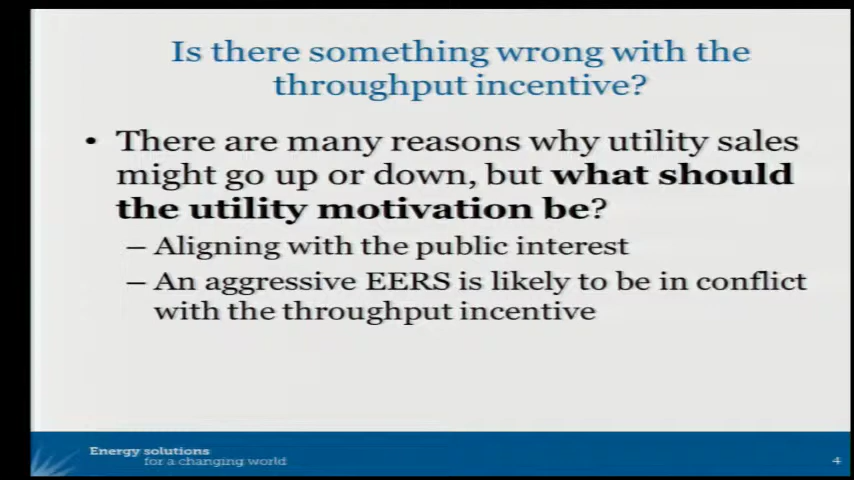 Is there something wrong with the
throughput incentive?
• There are many reasons why utility sales
might go up or down, but what should
the utility motivation be?
– Aligning with the public interest
– An aggressive EERS is likely to be in conflict
with the throughput incentive
Energy solutions
for a changing world
4